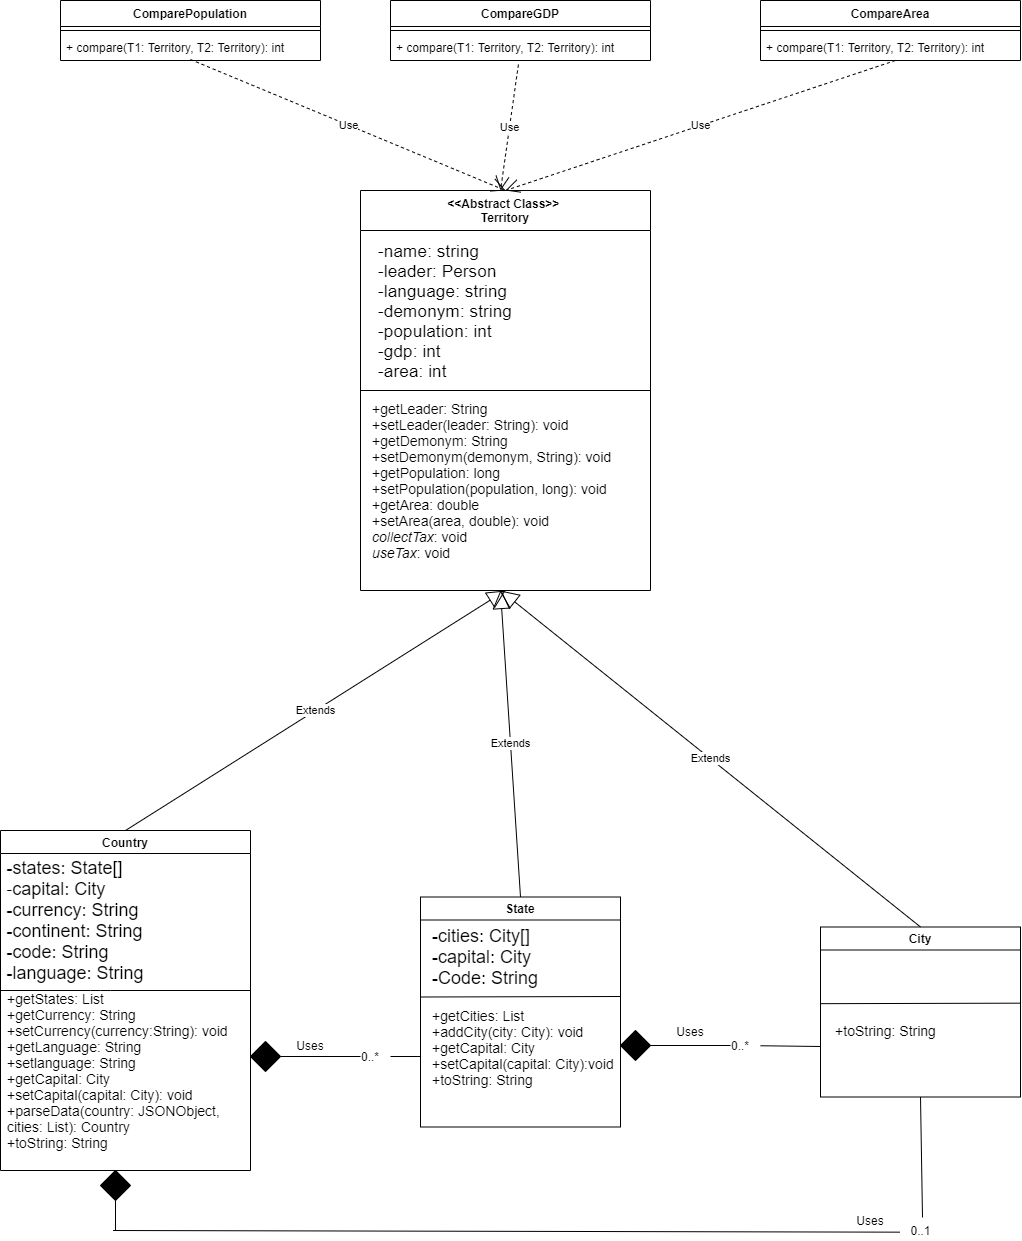 ComparePopulation
+ compare(T1: Territory, T2: Territory): int
CompareGDP
+ compare(T1: Territory, T2: Territory): int
CompareArea
+ compare(T1: Territory, T2: Territory): int
Use
Use
Use
<<Abstract Class>>
Territory
-name: string
-leader: Person
-language: string
-demonym: string
-population: int
-gdp: int
-area: int
+getLeader: String
+setLeader(leader: String): void
+getDemonym: String
+setDemonym(demonym, String): void
+getPopulation: long
+setPopulation(population, long): void
+getArea: double
+setArea(area, double): void
collectTax: void
useTax: void
Extends
Extends
Extends
Country
-states: State[]
-capital: City
-currency: String
-continent: String
-code: String
-language: String
+getStates: List
+getCurrency: String
+setCurrency(currency:String): void
+getLanguage: String
+setlanguage: String
+getCapital: City
+setCapital(capital: City): void
+parseData(country: JSONObject,
cities: List): Country
+toString: String
Uses
0..*
State
-cities: City[]
-capital: City
-Code: String
+getCities: List
+addCity(city: City): void
+getCapital: City
+setCapital(capital: City):void
+toString: String
Uses
0..*
City
+toString: String
Uses
0..1